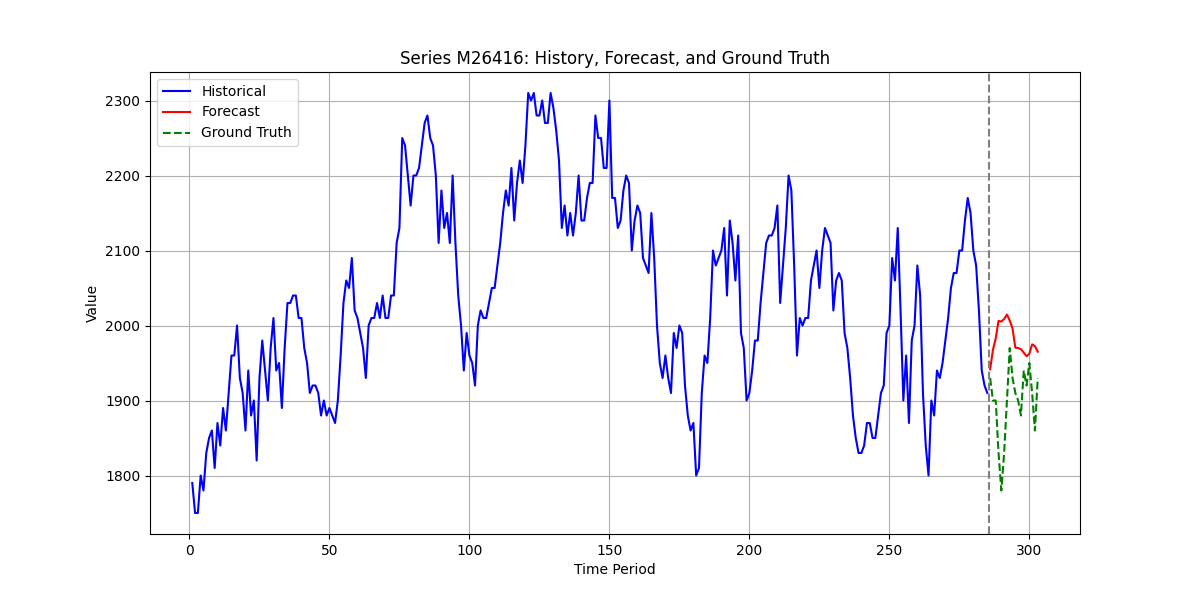 Series M26416: History, Forecast, and Ground Truth
Historical
Forecast
Ground Truth
2300
2200
2100
2000
1900
1800
Value
0 50 100 150 200 250 300
Time Period